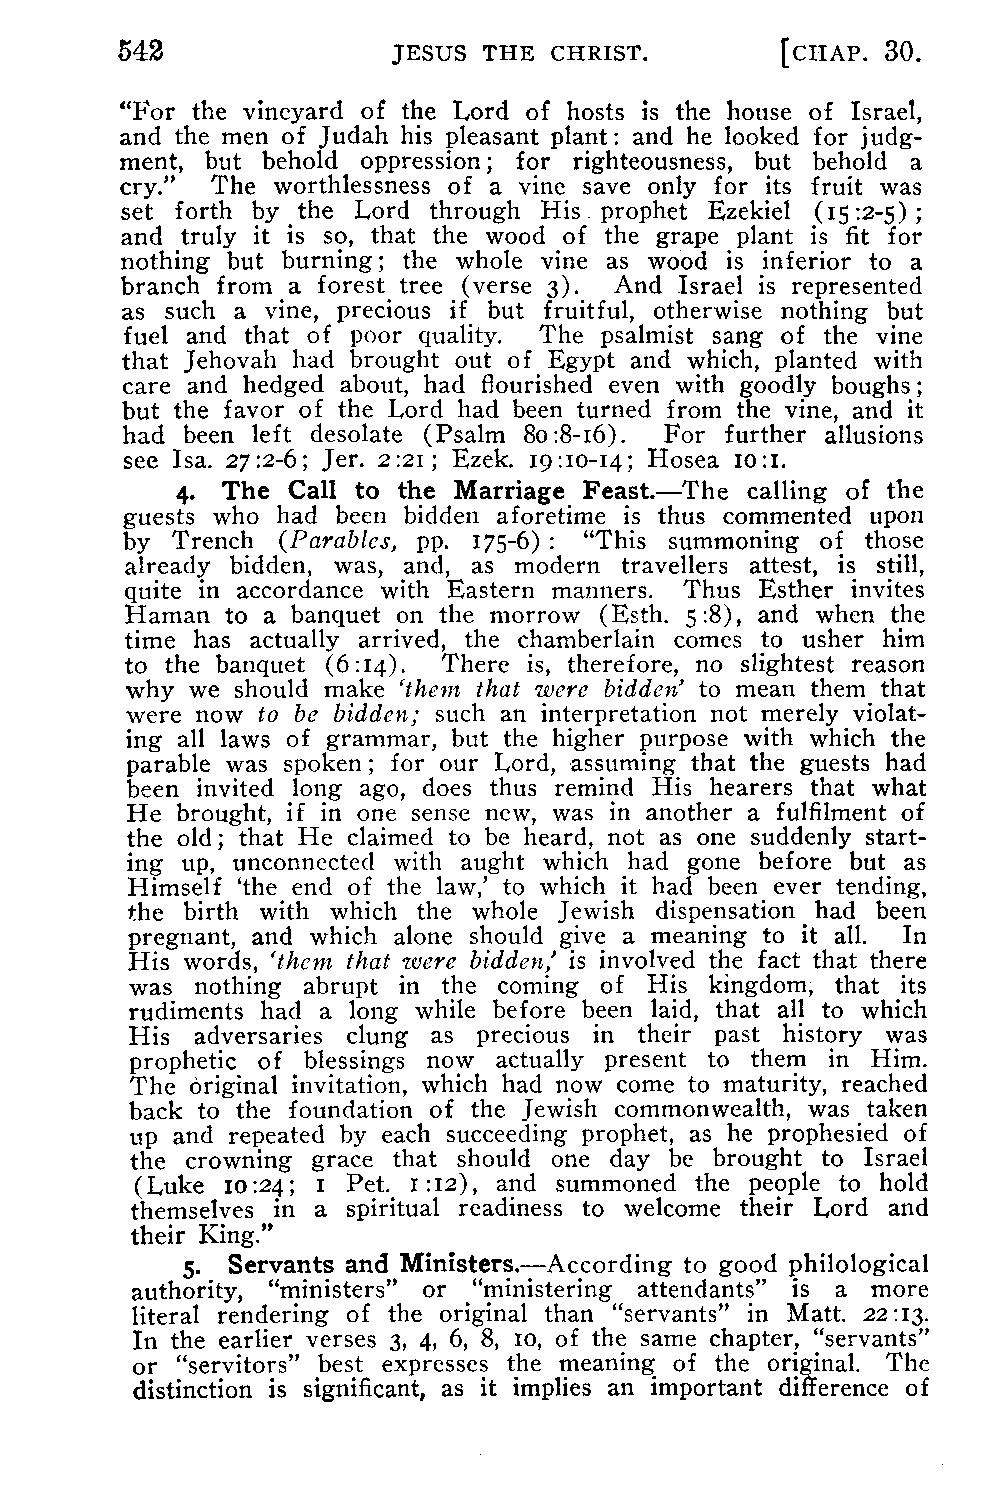 542 JESUS THE CHRIST. [CHAP. 30.
“For the vineyard of the Lord of hosts is the house of Israel,
and the men of Judah his pleasant plant: and he looked for judg-
ment, but behold oppression; for righteousness, but behold a
cry.” The worthlessness of a vine save only for its fruit was
set forth by the Lord through His prophet Ezekiel (15:2-5);
and truly it is so, that the wood of the grape plant is fit for
nothing but burning; the whole vine as wood is inferior to a
branch from a forest tree (verse 3). And Israel is represented
as such a vine, precious if but fruitful, otherwise nothing but
fuel and that of poor quality. The psalmist sang of the vine
that Jehovah had brought out of Egypt and which, planted with
care and hedged about, had flourished even with goodly boughs;
but the favor of the Lord had been turned from the vine, and it
had been left desolate (Psalm 80:8-16). For further allusions
see Isa. 27:2-6; Jer. 2:21; Ezek. 19:10-14; Hosea 10:1.
4. The Call to the Marriage Feast.—The calling of the
guests who had been bidden aforetime is thus commented upon
by Trench (Parables, pp. 175-6): “This summoning of those
already bidden, was, and, as modern travellers attest, is still,
quite in accordance with Eastern manners. Thus Esther invites
Haman to a banquet on the morrow (Esth. 5:8), and when the
time has actually arrived, the chamberlain comes to usher him
to the banquet (6:14). There is, therefore, no slightest reason
why we should make ‘them that were bidden’ to mean them that
were now to be bidden; such an interpretation not merely violat-
ing all laws of grammar, but the higher purpose with which the
parable was spoken; for our Lord, assuming that the guests had
been invited long ago, does thus remind His hearers that what
He brought, if in one sense new, was in another a fulfilment of
the old; that He claimed to be heard, not as one suddenly start-
ing up, unconnected with aught which had gone before but as
Himself ‘the end of the law,’ to which it had been ever tending,
the birth with which the whole Jewish dispensation had been
pregnant, and which alone should give a meaning to it all. In
His words, ‘them that were bidden,’ is involved the fact that there
was nothing abrupt in the coming of His kingdom, that its
rudiments had a long while before been laid, that all to which
His adversaries clung as precious in their past history was
prophetic of blessings now actually present to them in Him.
The original invitation, which had now come to maturity, reached
back to the foundation of the Jewish commonwealth, was taken
up and repeated by each succeeding prophet, as he prophesied of
the crowning grace that should one day be brought to Israel
(Luke 10:24; 1 Pet. 1:12), and summoned the people to hold
themselves in a spiritual readiness to welcome their Lord and
their King.”
5. Servants and Ministers.—According to good philological
authority, “ministers” or “ministering attendants” is a more
literal rendering of the original than “servants” in Matt. 22:13.
In the earlier verses 3, 4, 6, 8, 10, of the same chapter, “servants”
or “servitors” best expresses the meaning of the original. The
distinction is significant, as it implies an important difference of